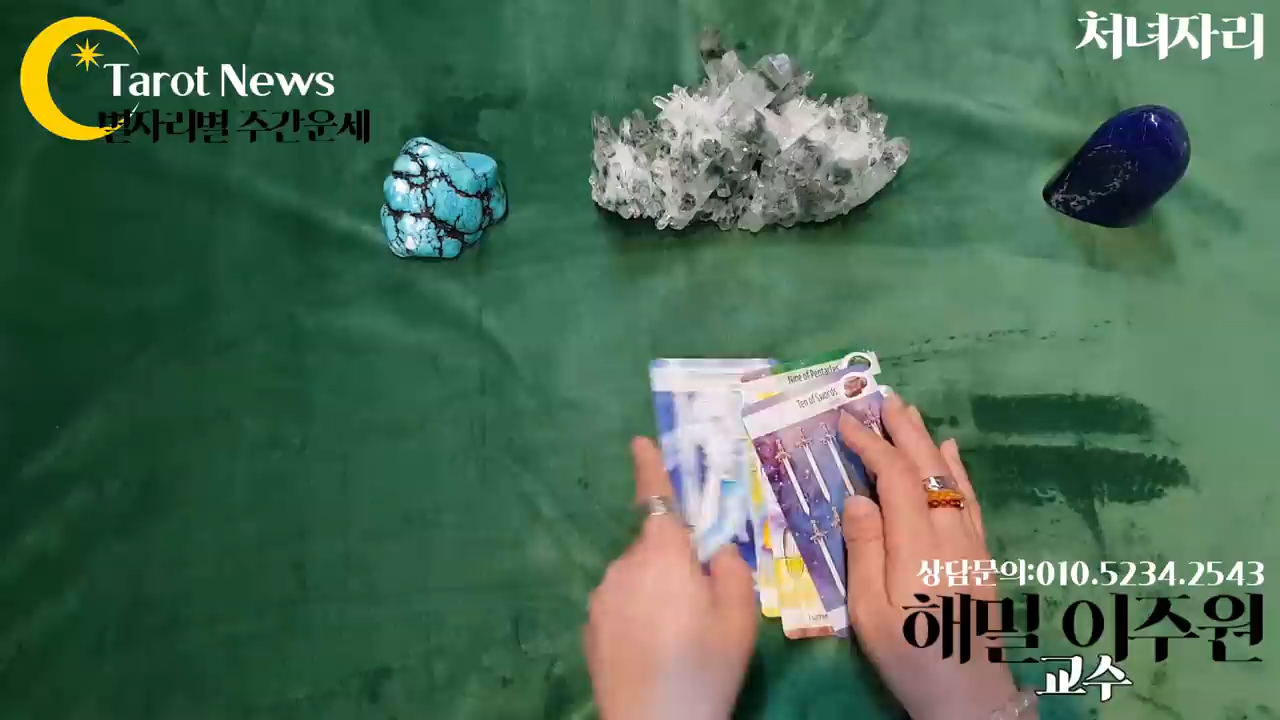 처녀자리
Tarot News
별자리별 주간운세
Nine of Pentacles
Ten of Swords
상담문의:010.5234.2543
해밀 이주원
교수